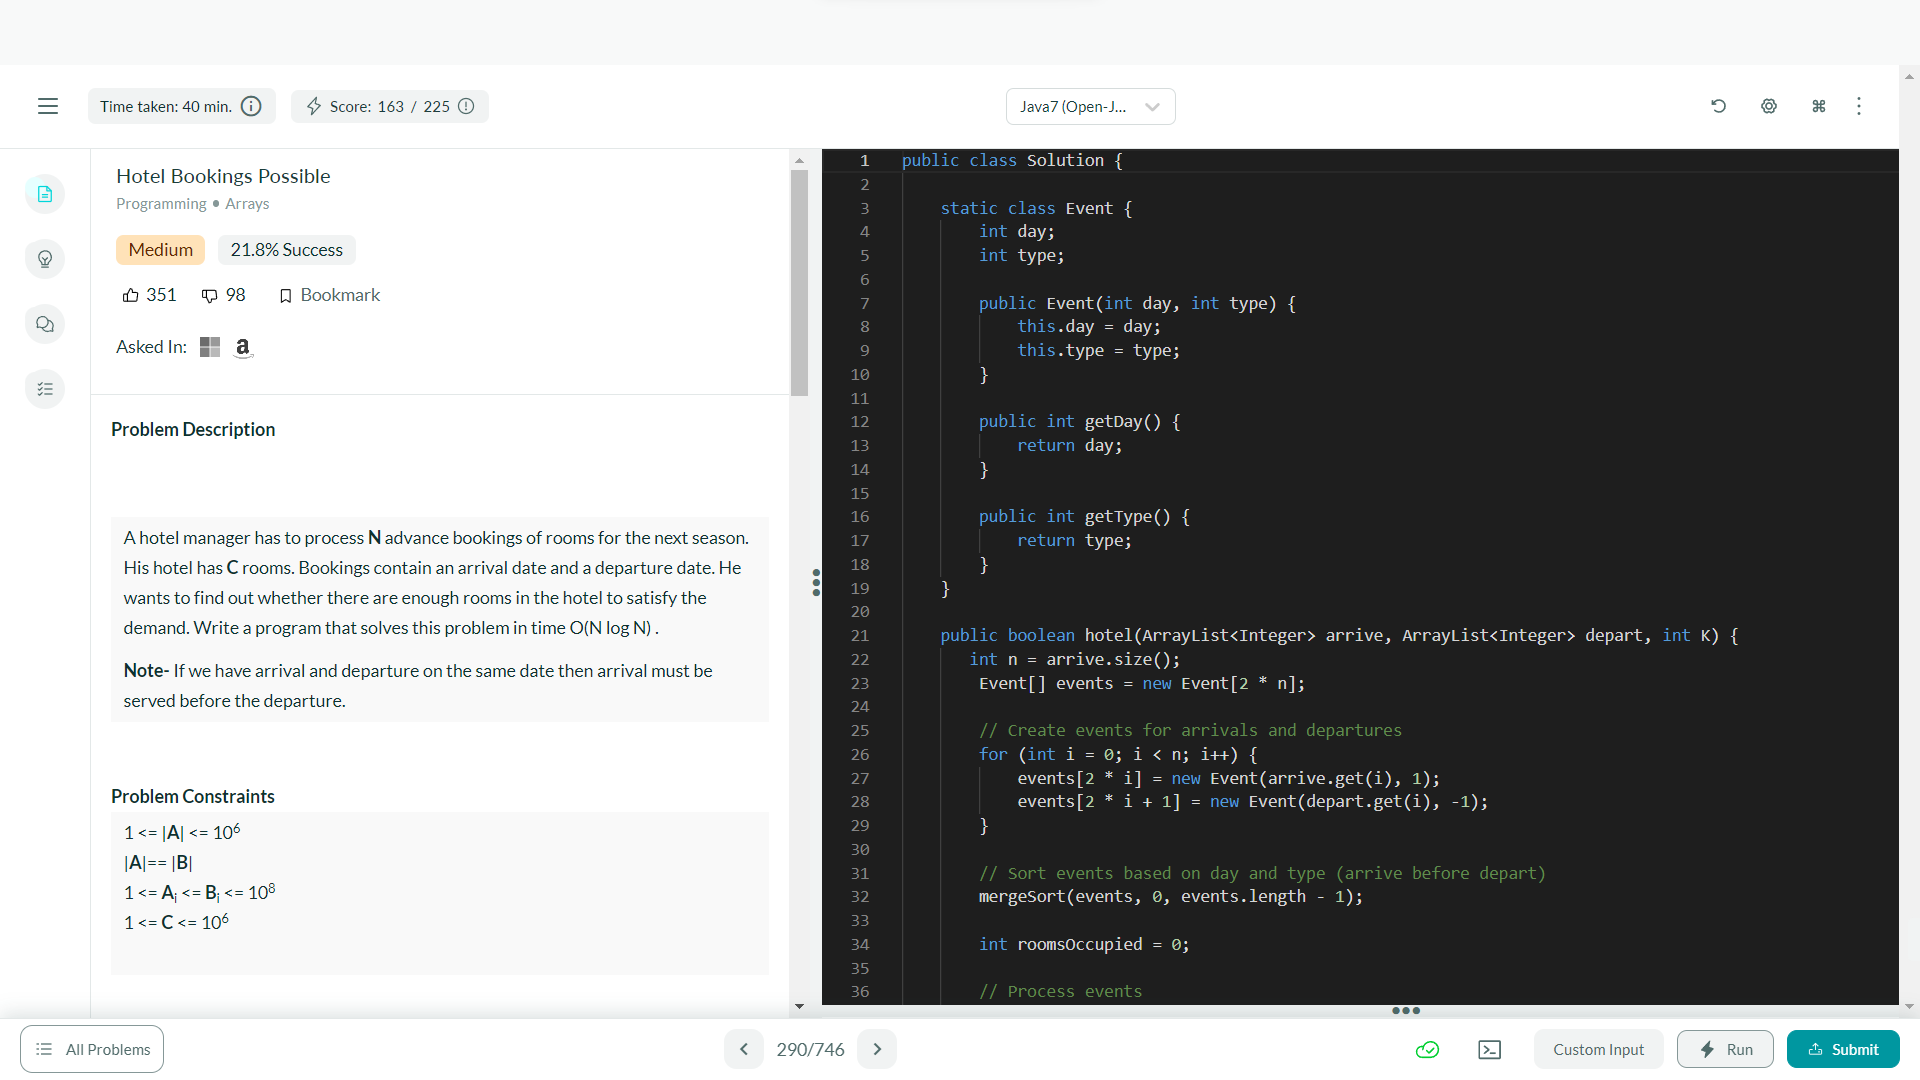 Time taken: 40 min.
Score: 163 / 225
Java7 (Open-J...
Hotel Bookings Possible
Programming • Arrays
Medium
21.8% Success
351
98
Bookmark
Asked In:
Problem Description
A hotel manager has to process N advance bookings of rooms for the next season.
His hotel has C rooms. Bookings contain an arrival date and a departure date. He
wants to find out whether there are enough rooms in the hotel to satisfy the
demand. Write a program that solves this problem in time O(N log N) .
Note- If we have arrival and departure on the same date then arrival must be
served before the departure.
Problem Constraints
1 <= |A| <= 10⁶
|A|== |B|
1 <= Aᵢ <= Bᵢ <= 10⁸
1 <= C <= 10⁶
1 public class Solution {
2
3     static class Event {
4         int day;
5         int type;
6
7         public Event(int day, int type) {
8             this.day = day;
9             this.type = type;
10         }
11
12         public int getDay() {
13             return day;
14         }
15
16         public int getType() {
17             return type;
18         }
19     }
20
21     public boolean hotel(ArrayList<Integer> arrive, ArrayList<Integer> depart, int K) {
22        int n = arrive.size();
23         Event[] events = new Event[2 * n];
24
25         // Create events for arrivals and departures
26         for (int i = 0; i < n; i++) {
27             events[2 * i] = new Event(arrive.get(i), 1);
28             events[2 * i + 1] = new Event(depart.get(i), -1);
29         }
30
31         // Sort events based on day and type (arrive before depart)
32         mergeSort(events, 0, events.length - 1);
33
34         int roomsOccupied = 0;
35
36         // Process events
All Problems
290/746
Custom Input
Run
Submit